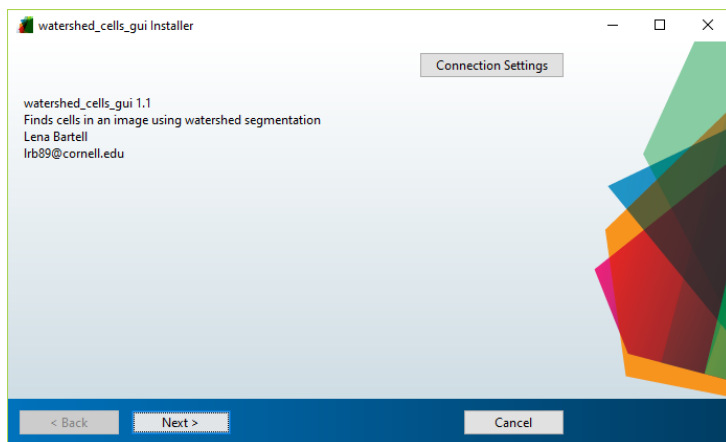 watershed_cells_gui Installer
Connection Settings
watershed_cells_gui 1.1
Finds cells in an image using watershed segmentation
Lena Bartell
lrb89@cornell.edu
< Back
Next >
Cancel